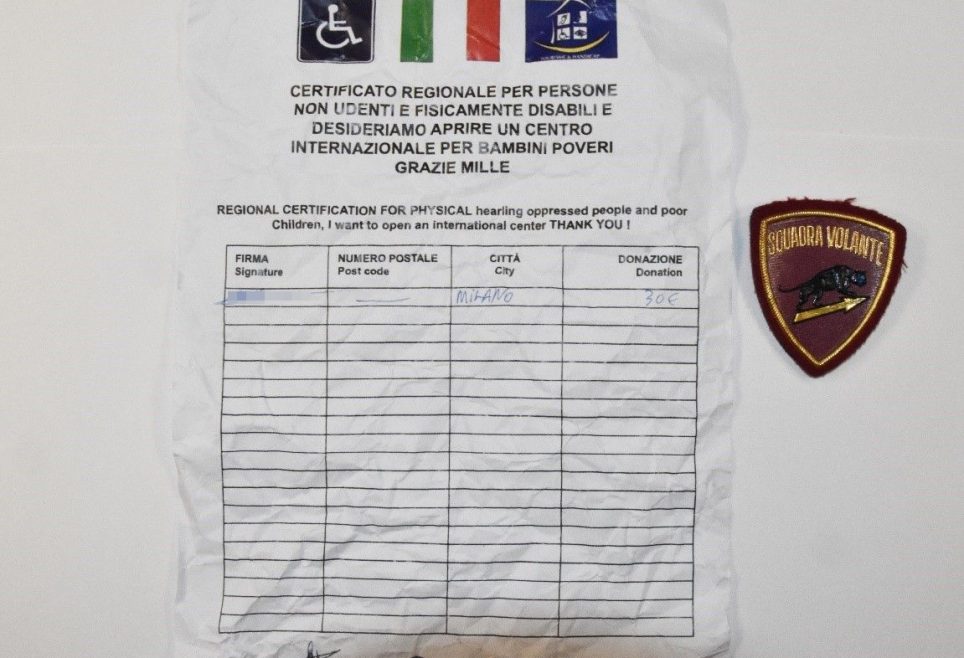 CERTIFICATO REGIONALE PER PERSONE
NON UDENTI E FISICAMENTE DISABILI E
DESIDERIAMO APRIRE UN CENTRO
INTERNAZIONALE PER BAMBINI POVERI
GRAZIE MILLE
REGIONAL CERTIFICATION FOR PHYSICAL hearling oppressed people and poor
Children, I want to open an international center THANK YOU !
FIRMA NUMERO POSTALE CITTÀ DONAZIONE
Signature Post code City Donation
MILANO 30€
SQUADRA VOLANTE